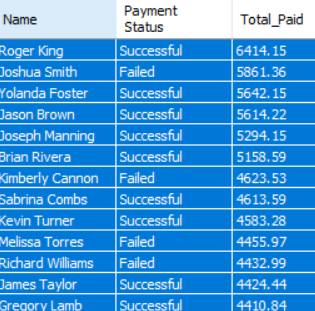 Name Payment Status Total_Paid
Roger King Successful 6414.15
Joshua Smith Failed 5861.36
Yolanda Foster Successful 5642.15
Jason Brown Successful 5614.22
Joseph Manning Successful 5294.15
Brian Rivera Successful 5158.59
Kimberly Cannon Failed 4623.53
Sabrina Combs Successful 4613.59
Kevin Turner Successful 4583.28
Melissa Torres Failed 4455.97
Richard Williams Failed 4432.99
James Taylor Successful 4424.44
Gregory Lamb Successful 4410.84